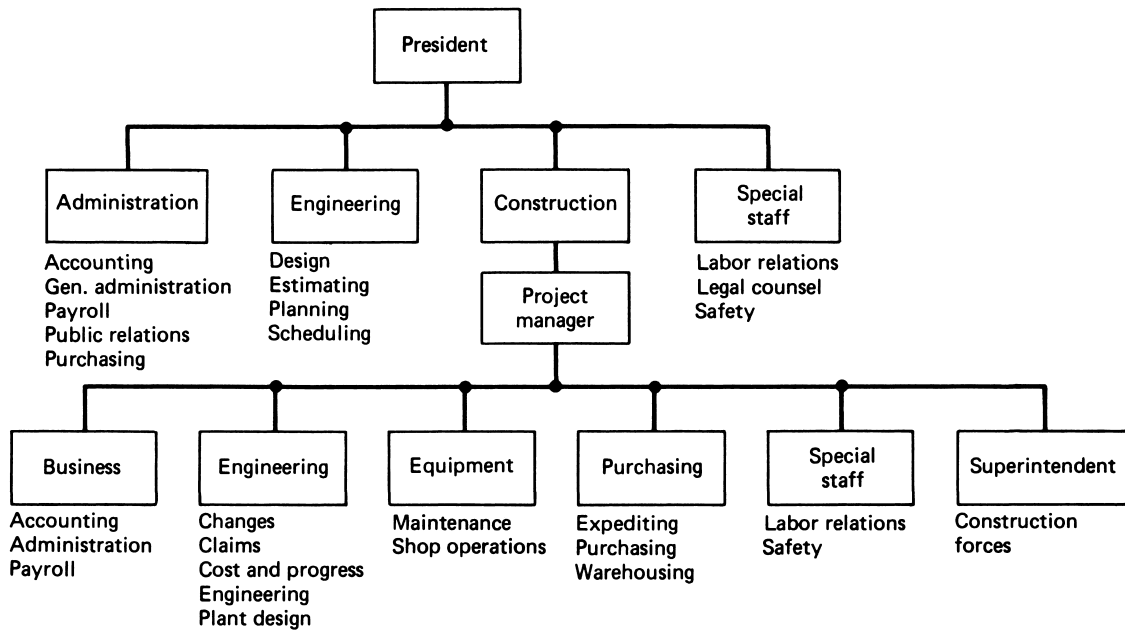 President
Administration
Engineering
Construction
Special
staff
Accounting
Gen. administration
Payroll
Public relations
Purchasing
Design
Estimating
Planning
Scheduling
Project
manager
Labor relations
Legal counsel
Safety
Business
Engineering
Equipment
Purchasing
Special
staff
Superintendent
Accounting
Administration
Payroll
Changes
Claims
Cost and progress
Engineering
Plant design
Maintenance
Shop operations
Expediting
Purchasing
Warehousing
Labor relations
Safety
Construction
forces